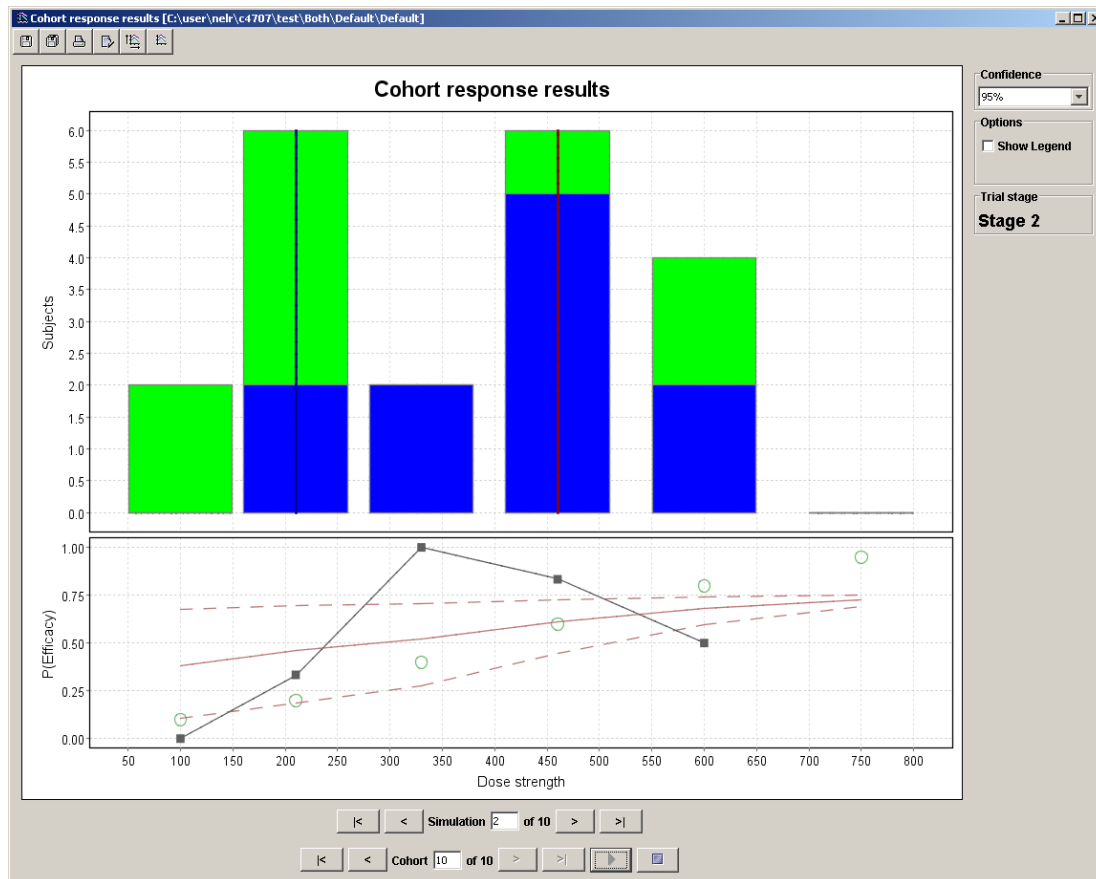 Cohort response results [C:\user\nelr\c4707\test\Both\Default\Default]
Cohort response results
Subjects
6.0
5.5
5.0
4.5
4.0
3.5
3.0
2.5
2.0
1.5
1.0
0.5
0.0
P(Efficacy)
1.00
0.75
0.50
0.25
0.00
50 100 150 200 250 300 350 400 450 500 550 600 650 700 750 800
Dose strength
Confidence
95%
Options
Show Legend
Trial stage
Stage 2
|< < Simulation 2 of 10 > >|
|< < Cohort 10 of 10 > >|